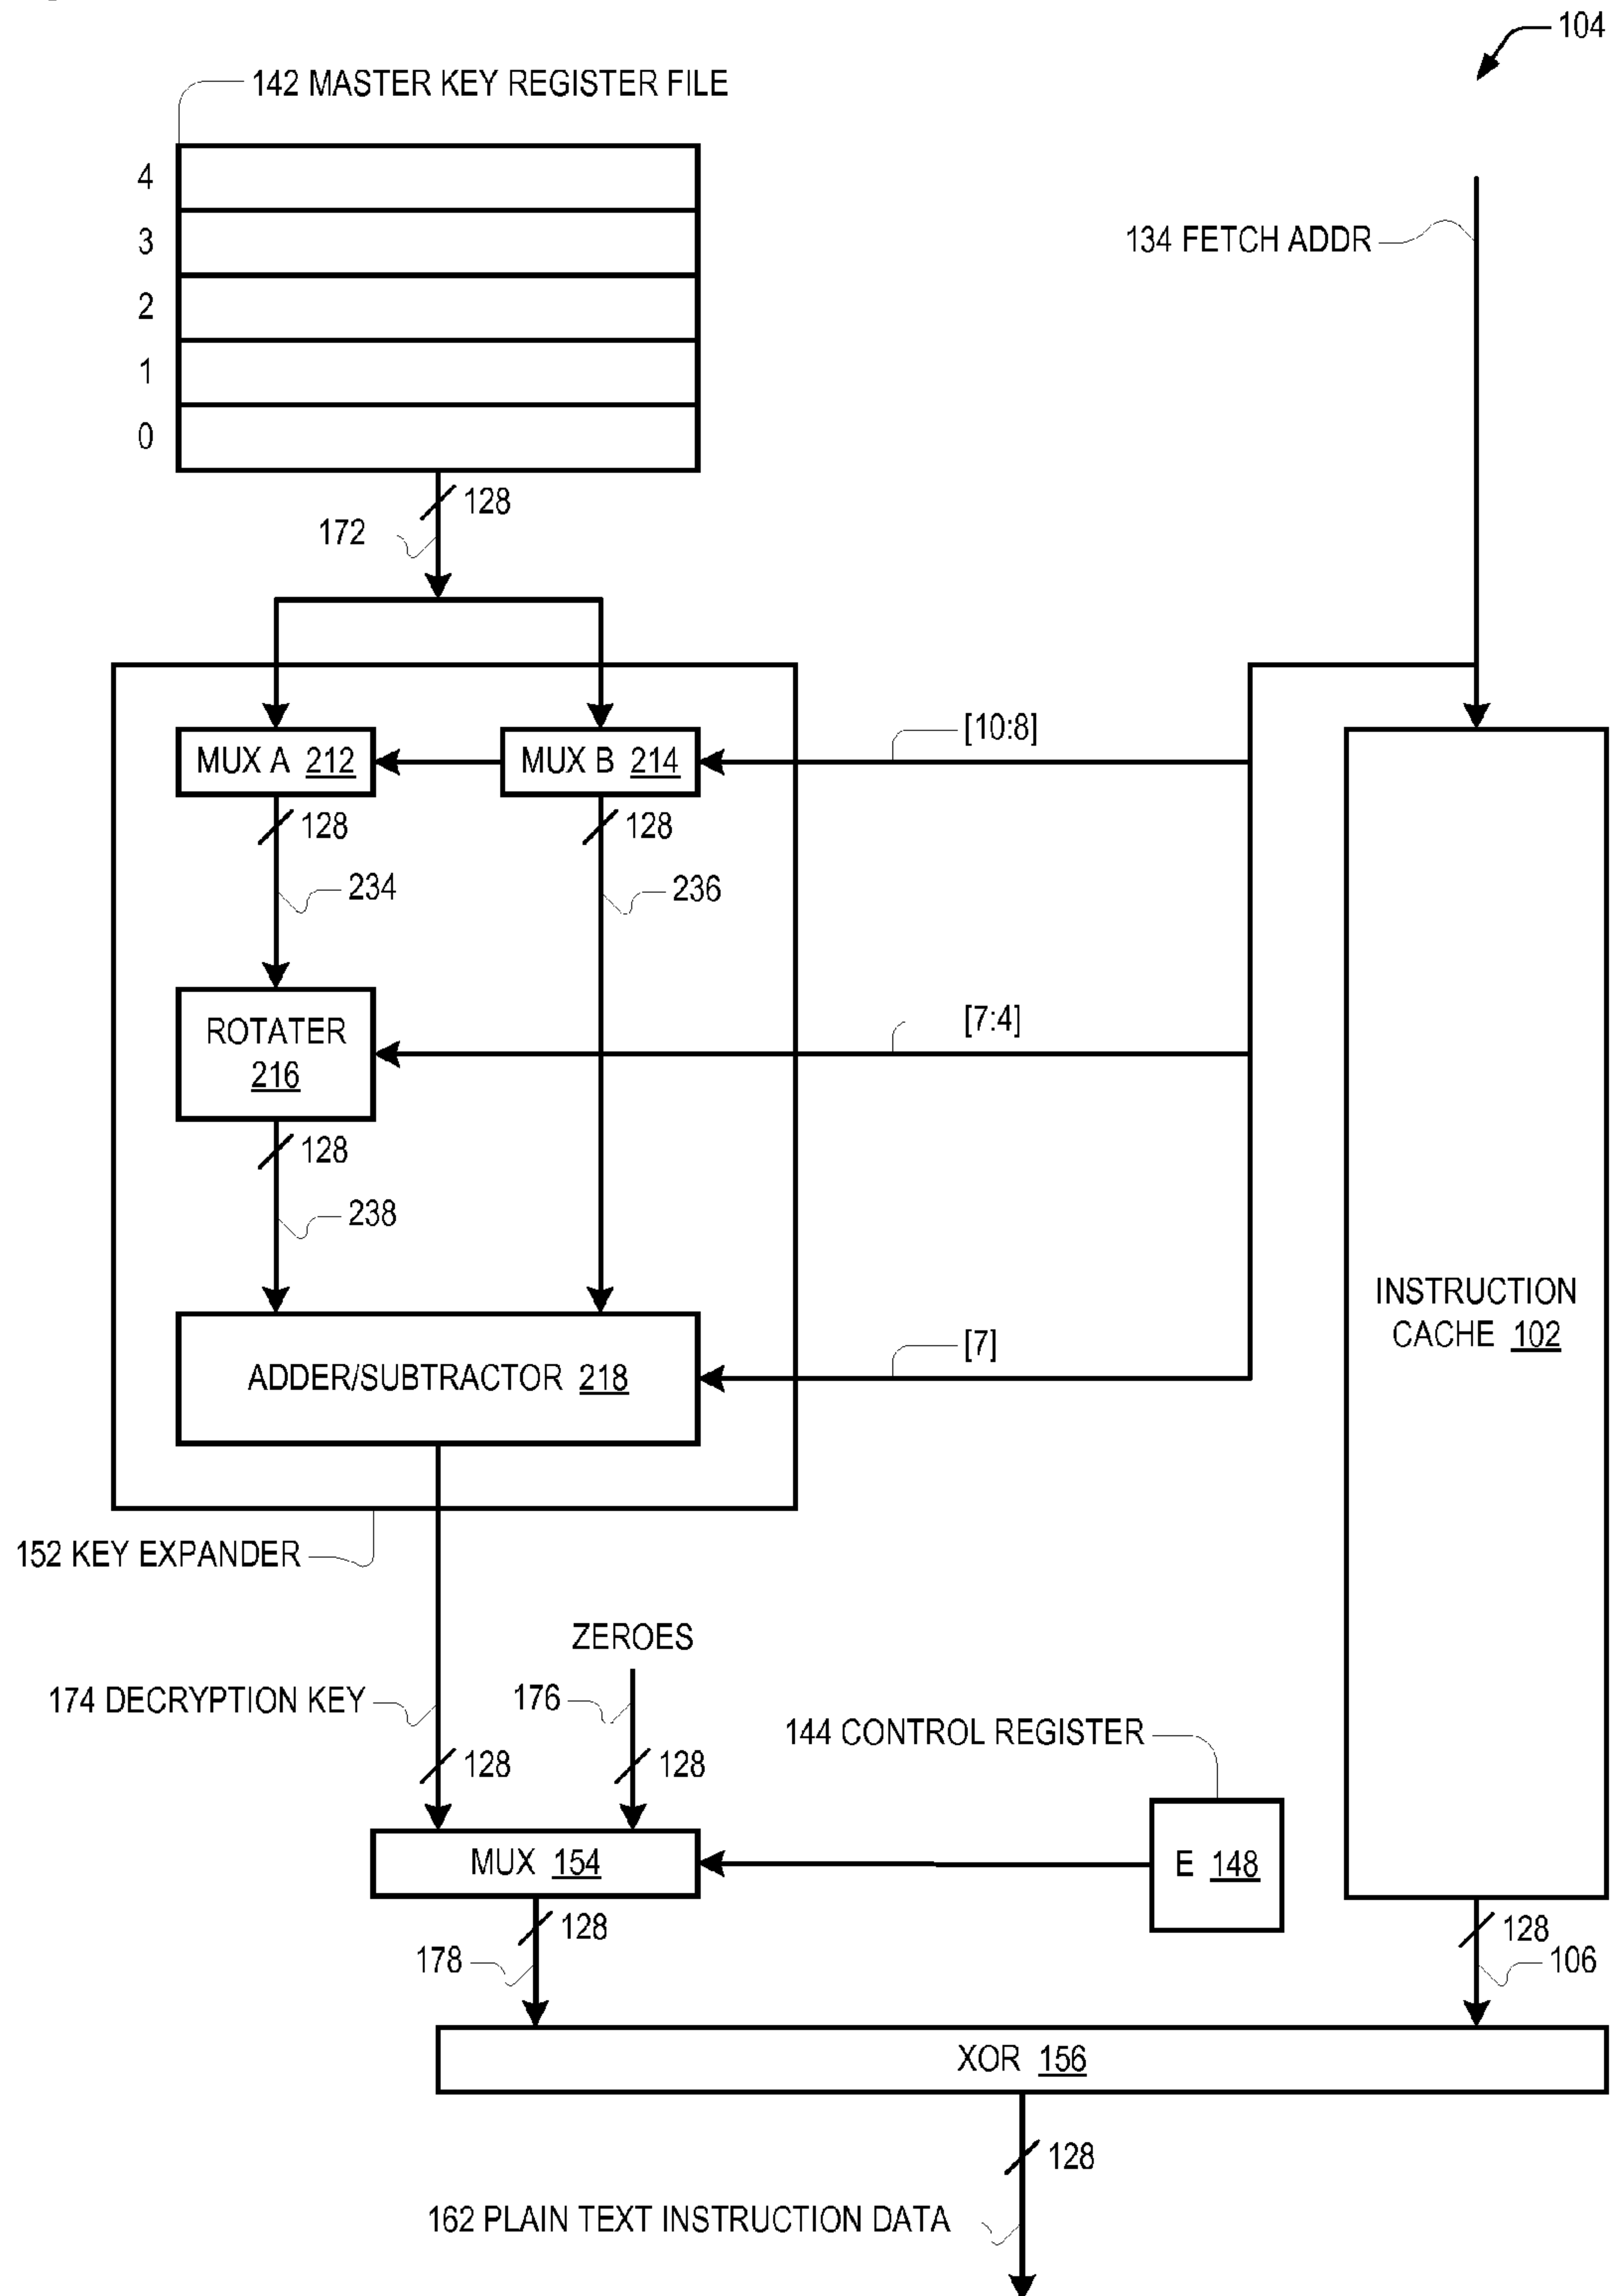 104
142 MASTER KEY REGISTER FILE
4
3
134 FETCH ADDR
2
1
0
128
172
[10:8]
MUX A 212
MUX B 214
128
128
234
236
[7:4]
ROTATER
216
128
238
INSTRUCTION
CACHE 102
[7]
ADDER/SUBTRACTOR 218
152 KEY EXPANDER
ZEROES
174 DECRYPTION KEY
176
144 CONTROL REGISTER
128
128
MUX 154
E 148
128
128
178
106
XOR 156
128
162 PLAIN TEXT INSTRUCTION DATA